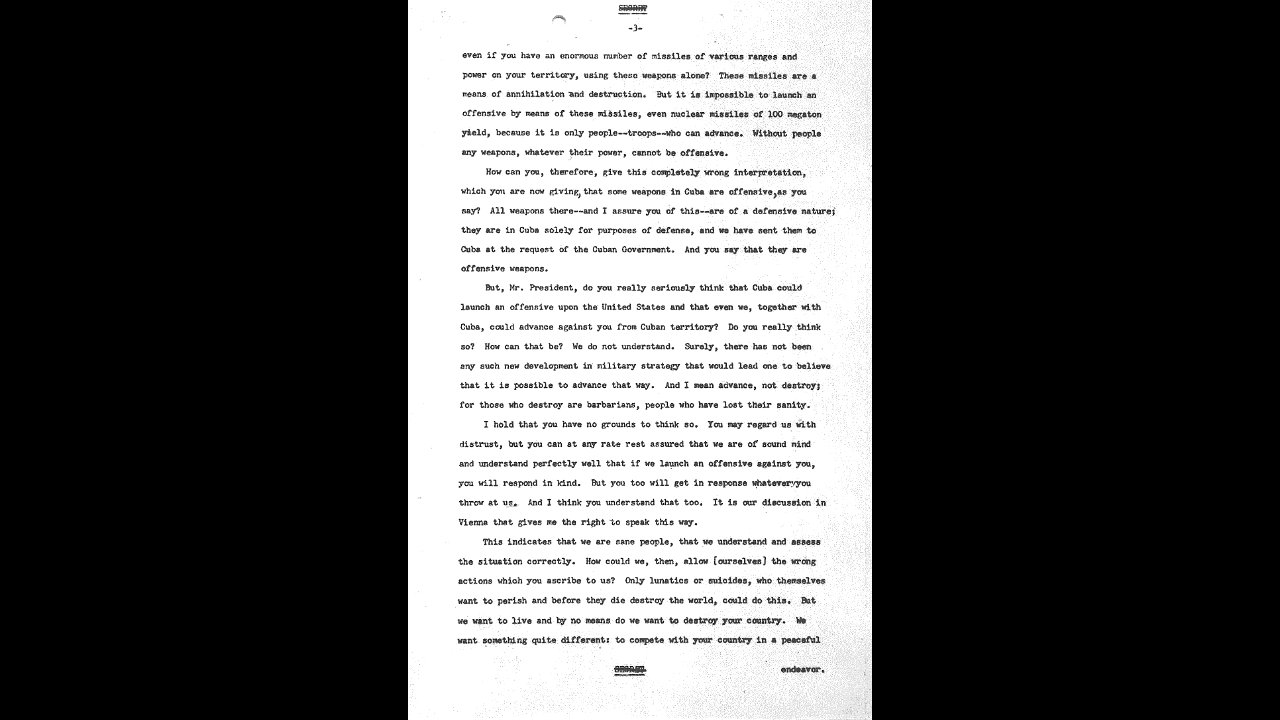 SECRET
-3-
even if you have an enormous number of missiles of various ranges and
power on your territory, using these weapons alone? These missiles are a
means of annihilation and destruction. But it is impossible to launch an
offensive by means of these missiles, even nuclear missiles of 100 megaton
yield, because it is only people--troops--who can advance. Without people
any weapons, whatever their power, cannot be offensive.
How can you, therefore, give this completely wrong interpretation,
which you are now giving, that some weapons in Cuba are offensive, as you
say? All weapons there--and I assure you of this--are of a defensive nature;
they are in Cuba solely for purposes of defense, and we have sent them to
Cuba at the request of the Cuban Government. And you say that they are
offensive weapons.
But, Mr. President, do you really seriously think that Cuba could
launch an offensive upon the United States and that even we, together with
Cuba, could advance against you from Cuban territory? Do you really think
so? How can that be? We do not understand. Surely, there has not been
any such new development in military strategy that would lead one to believe
that it is possible to advance that way. And I mean advance, not destroy;
for those who destroy are barbarians, people who have lost their sanity.
I hold that you have no grounds to think so. You may regard us with
distrust, but you can at any rate rest assured that we are of sound mind
and understand perfectly well that if we launch an offensive against you,
you will respond in kind. But you too will get in response whatever you
throw at us. And I think you understand that too. It is our discussion in
Vienna that gives me the right to speak this way.
This indicates that we are sane people, that we understand and assess
the situation correctly. How could we, then, allow [ourselves] the wrong
actions which you ascribe to us? Only lunatics or suicides, who themselves
want to perish and before they die destroy the world, could do this. But
we want to live and by no means do we want to destroy your country. We
want something quite different: to compete with your country in a peaceful
SECRET
endeavor.